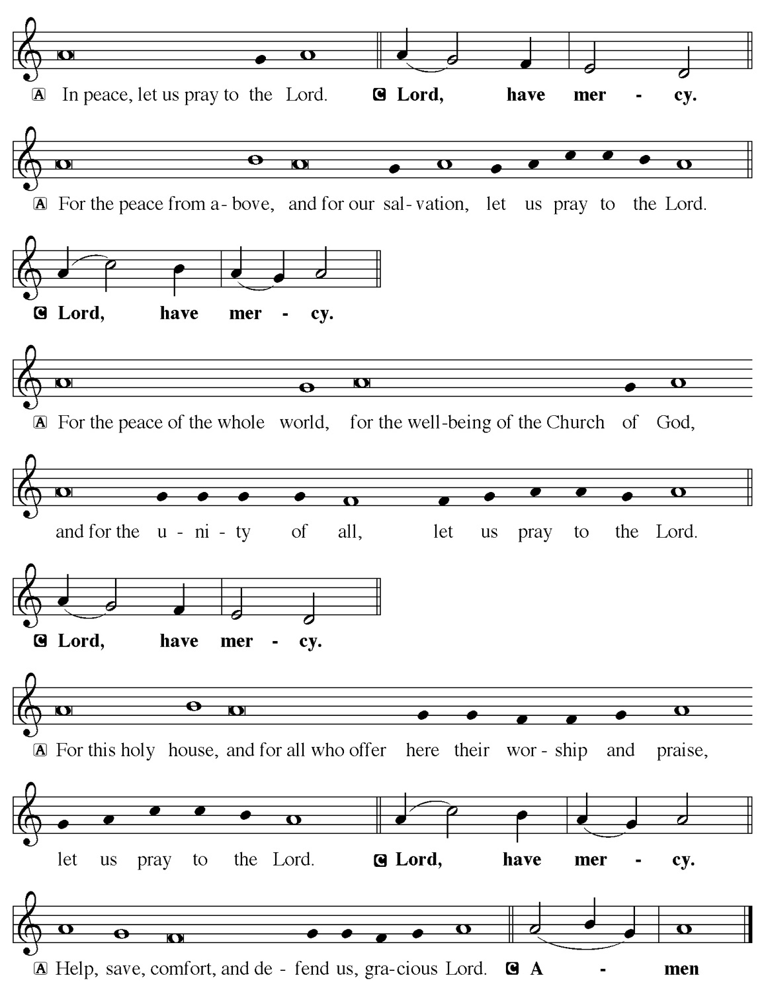 A In peace, let us pray to the Lord. C Lord, have mer - cy.
A For the peace from a- bove, and for our sal- vation, let us pray to the Lord.
C Lord, have mer - cy.
A For the peace of the whole world, for the well-being of the Church of God,
and for the u - ni - ty of all, let us pray to the Lord.
C Lord, have mer - cy.
A For this holy house, and for all who offer here their wor - ship and praise,
let us pray to the Lord. C Lord, have mer - cy.
A Help, save, comfort, and de - fend us, gra-cious Lord. C A - men